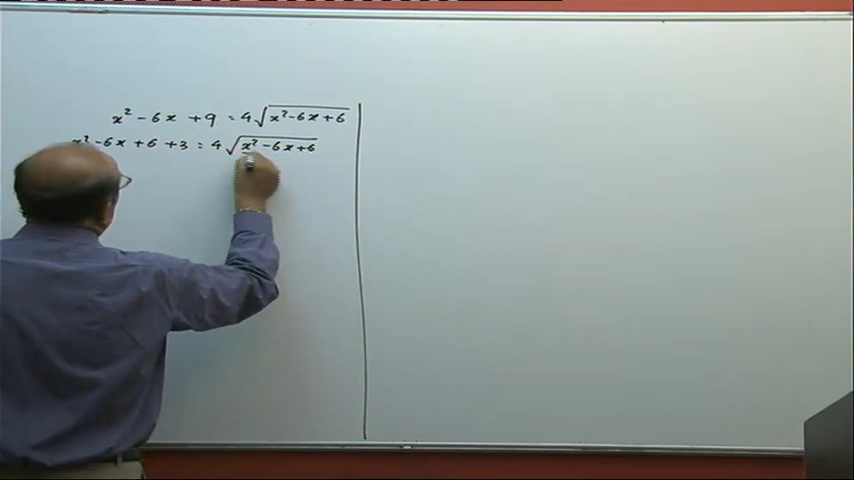 x² - 6x + 9 = 4√(x² - 6x + 6)
x² - 6x + 6 + 3 = 4√(x² - 6x + 6)